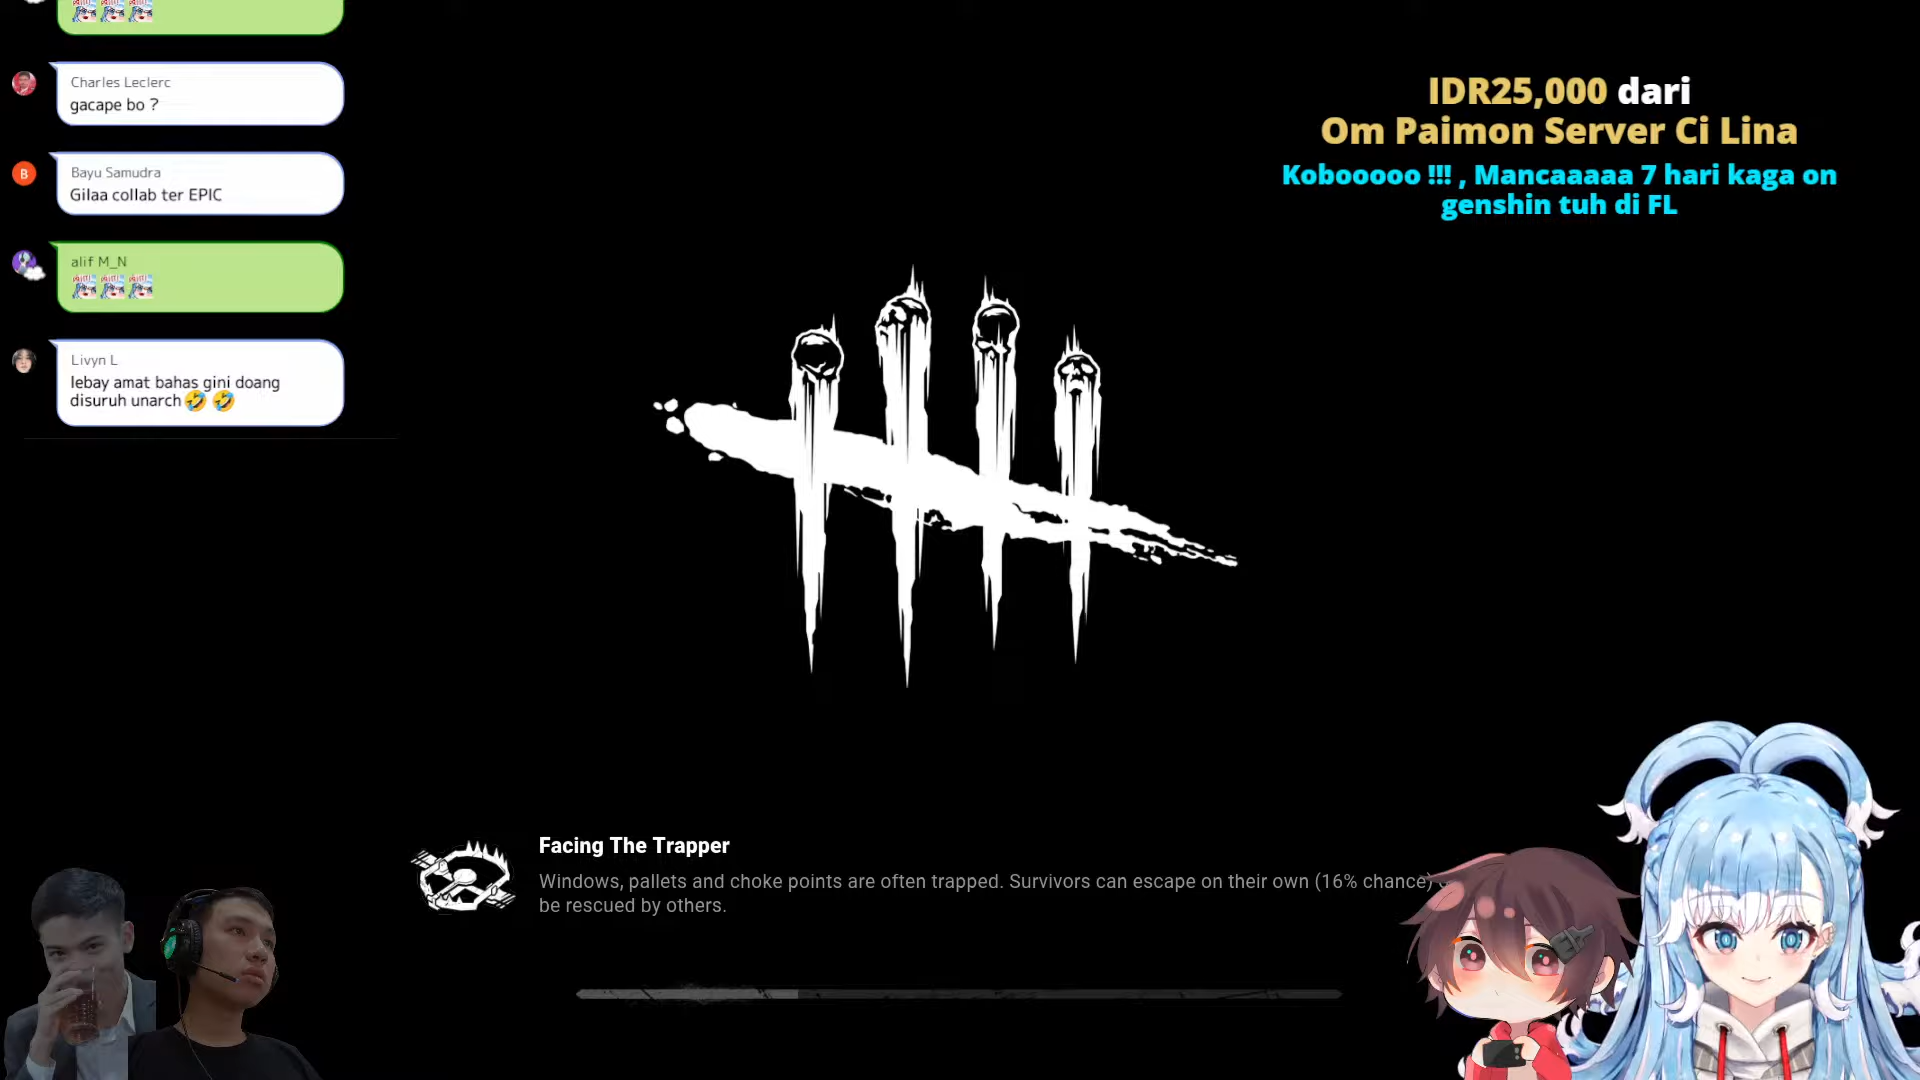 Charles Leclerc
gacape bo ?
B
Bayu Samudra
Gilaa collab ter EPIC
alif M_N
Livyn L
lebay amat bahas gini doang
disuruh unarch🤣 🤣
IDR25,000 dari
Om Paimon Server Ci Lina
Kobooooo !!! , Mancaaaaa 7 hari kaga on
genshin tuh di FL
Facing The Trapper
Windows, pallets and choke points are often trapped. Survivors can escape on their own (16% chance)
be rescued by others.